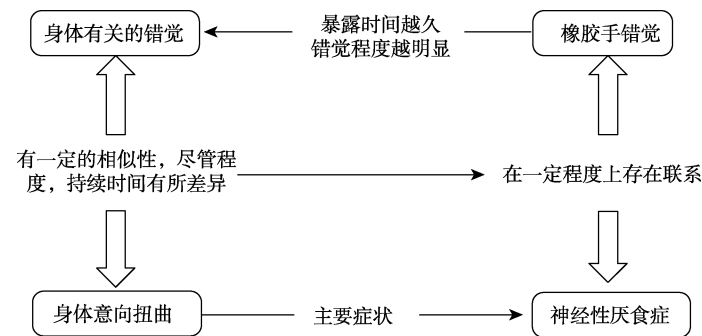 身体有关的错觉
暴露时间越久
错觉程度越明显
橡胶手错觉
有一定的相似性，尽管程
度，持续时间有所差异
在一定程度上存在联系
身体意向扭曲
主要症状
神经性厌食症